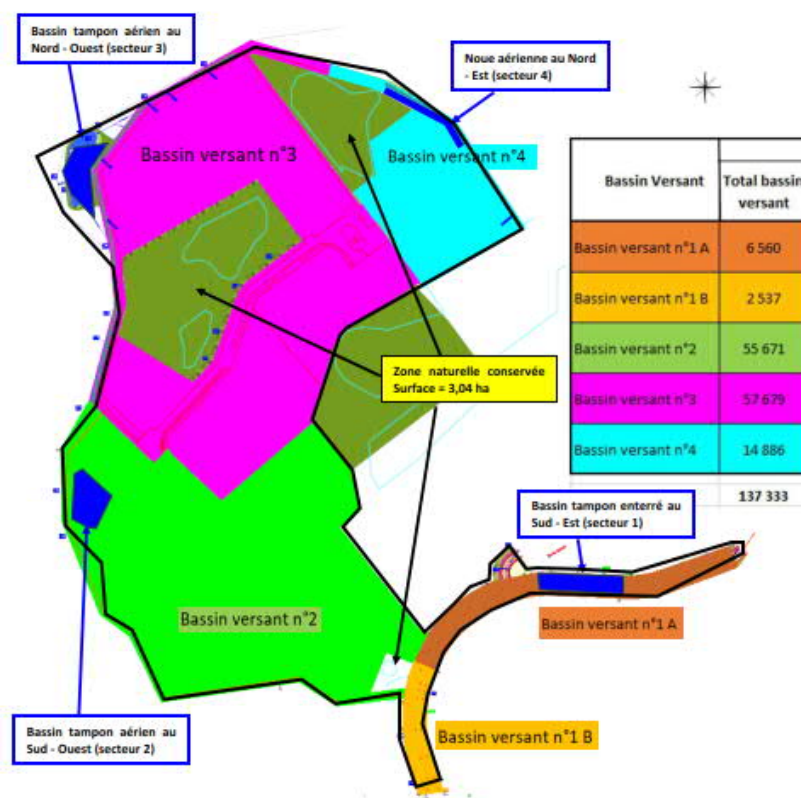 Bassin tampon aérien au
Nord - Ouest (secteur 3)
Noue aérienne au Nord
- Est (secteur 4)
Bassin versant n°3
Bassin versant n°4
Bassin Versant
Total bassin
versant
Bassin versant n°1 A
6 560
Bassin versant n°1 B
2 537
Bassin versant n°2
55 671
Bassin versant n°3
57 679
Bassin versant n°4
14 886
137 333
Zone naturelle conservée
Surface = 3,04 ha
Bassin tampon enterré au
Sud - Est (secteur 1)
Bassin versant n°2
Bassin versant n°1 A
Bassin tampon aérien au
Sud - Ouest (secteur 2)
Bassin versant n°1 B